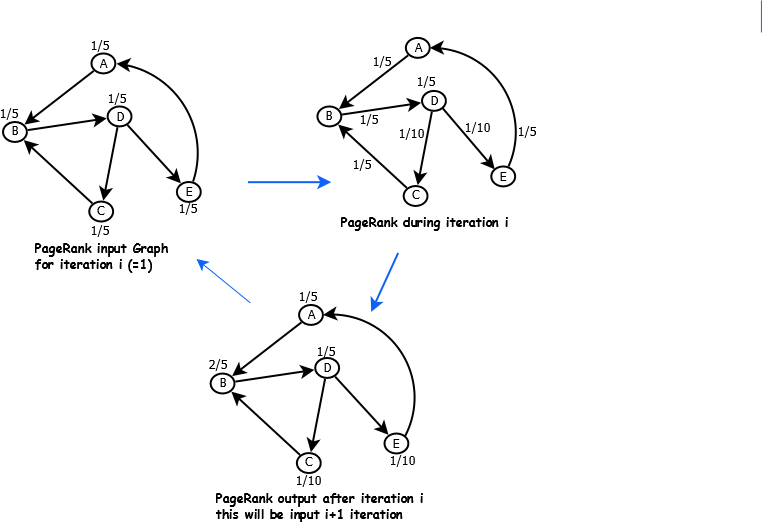 1/5
A
1/5
B
1/5
D
E
1/5
C
1/5
PageRank input Graph
for iteration i (=1)
A
1/5
1/5
D
B
1/5
1/10
1/10
1/5
1/5
E
C
PageRank during iteration i
1/5
A
2/5
B
1/5
D
E
1/10
C
1/10
PageRank output after iteration i
this will be input i+1 iteration